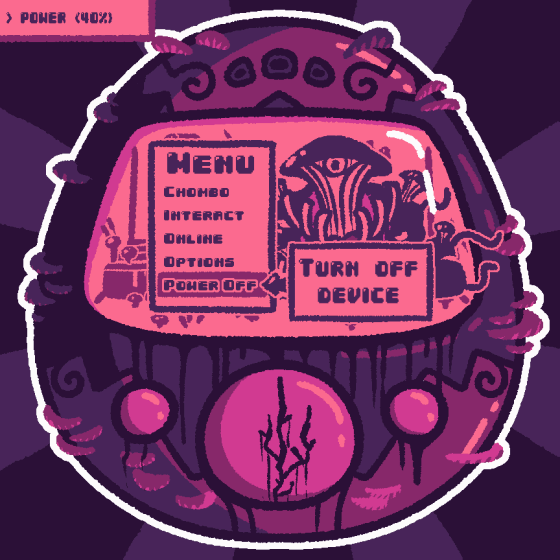 > POWER (40%)
MENU
CHOMBO
INTERACT
ONLINE
OPTIONS
POWER OFF
TURN OFF
DEVICE